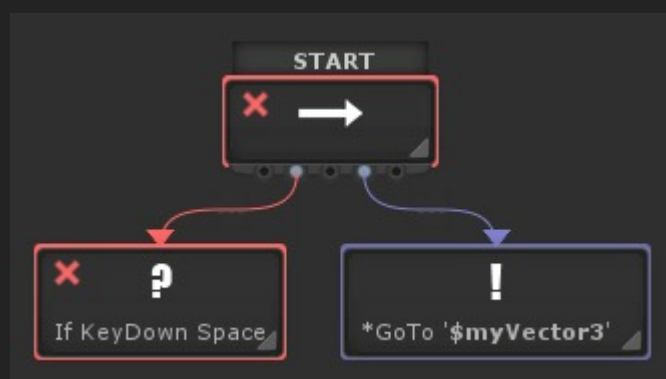 START
?
If KeyDown Space
!
*GoTo '$myVector3'